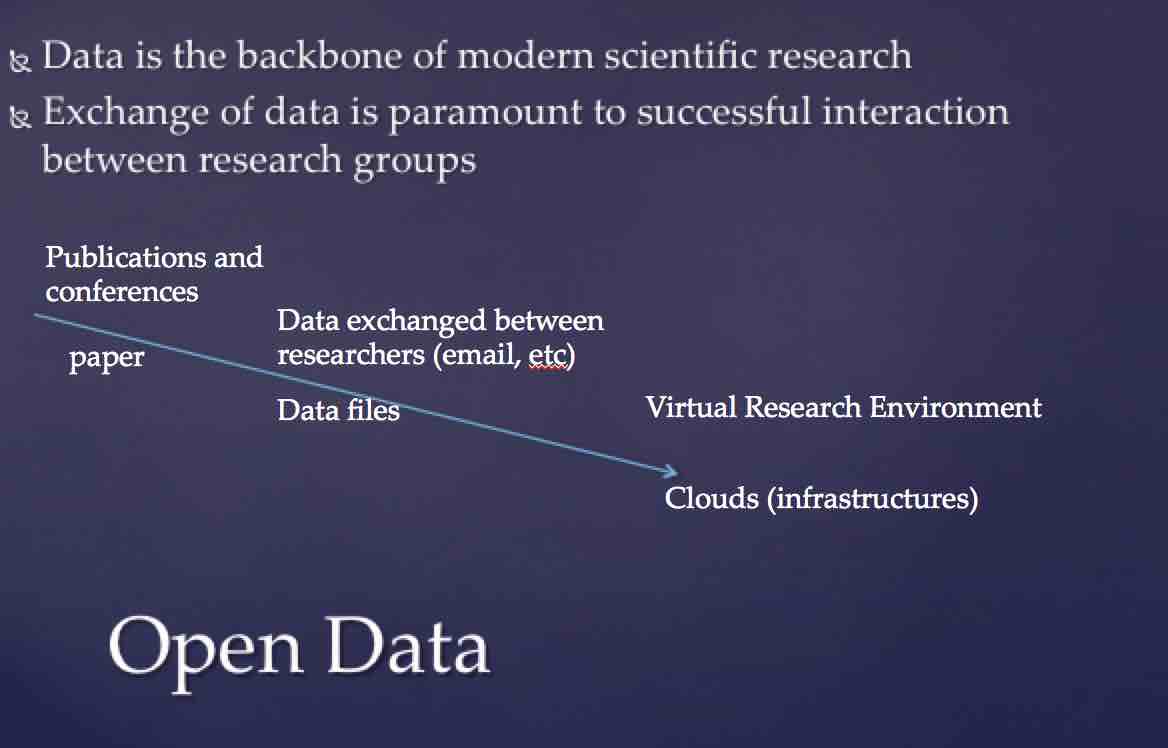 Data is the backbone of modern scientific research
Exchange of data is paramount to successful interaction
between research groups
Publications and
conferences
paper
Data exchanged between
researchers (email, etc)
Data files
Virtual Research Environment
Clouds (infrastructures)
Open Data